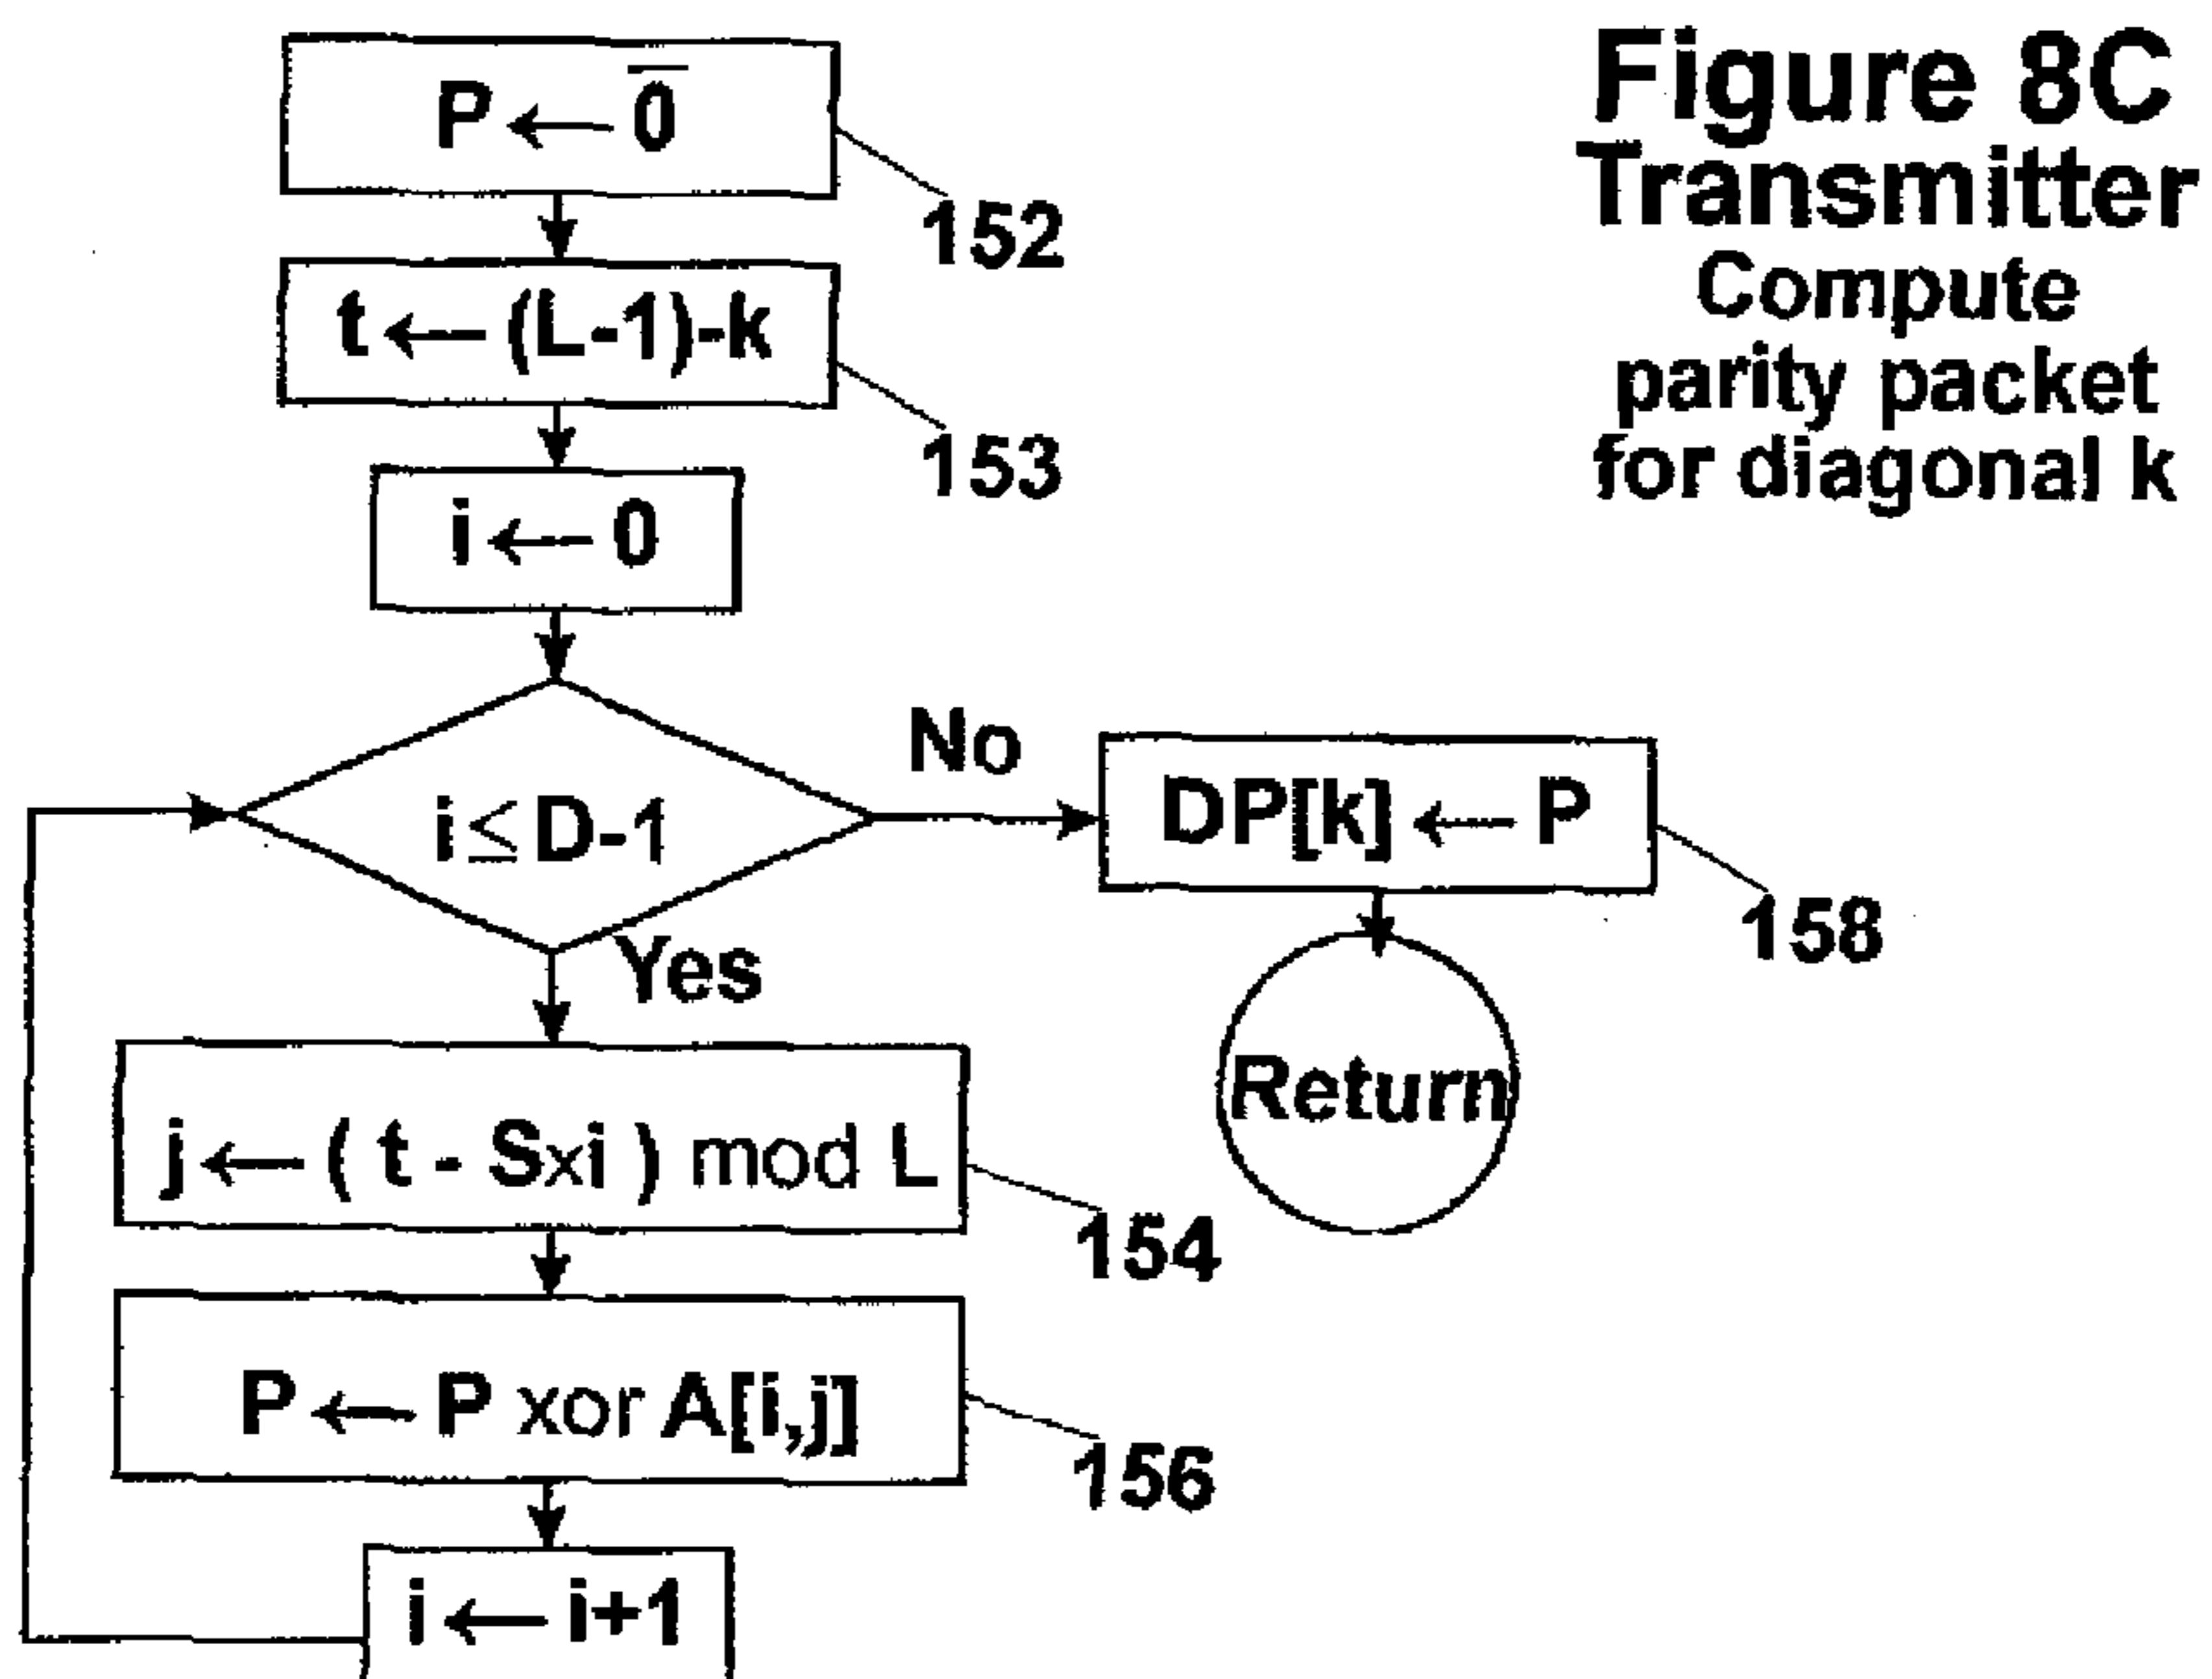 Figure 8C
Transmitter
Compute
parity packet
for diagonal k
P ← 0̅
152
t ← (L-1)-k
153
i ← 0
i ≤ D-1
No
DP[k] ← P
158
Return
Yes
j ← ( t - Sxi ) mod L
154
P ← P xor A[i,j]
156
i ← i+1